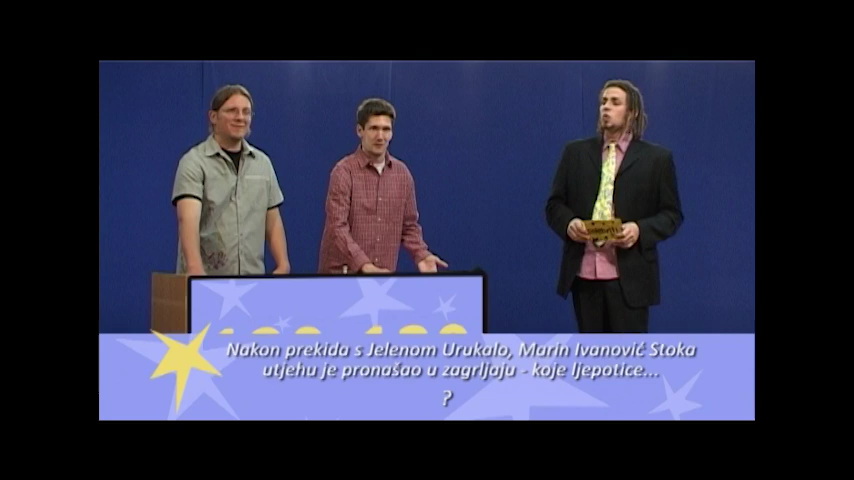 Nakon prekida s Jelenom Urukalo, Marin Ivanović Stoka
utjehu je pronašao u zagrljaju - koje ljepotice...
?